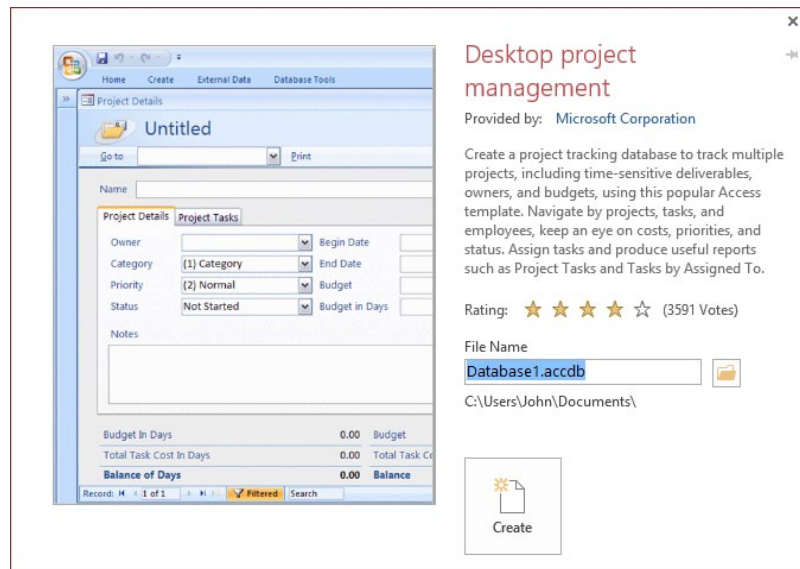 Home Create External Data Database Tools
Project Details
Untitled
Go to Print
Name
Project Details Project Tasks
Owner Begin Date
Category (1) Category End Date
Priority (2) Normal Budget
Status Not Started Budget in Days
Notes
Budget In Days 0.00 Budget
Total Task Cost In Days 0.00 Total Task
Balance of Days 0.00 Balance
Record: 1 of 1 Filtered Search
Desktop project
management
Provided by: Microsoft Corporation
Create a project tracking database to track multiple
projects, including time-sensitive deliverables,
owners, and budgets, using this popular Access
template. Navigate by projects, tasks, and
employees, keep an eye on costs, priorities, and
status. Assign tasks and produce useful reports
such as Project Tasks and Tasks by Assigned To.
Rating: (3591 Votes)
File Name
Database1.accdb
C:\Users\John\Documents\
Create